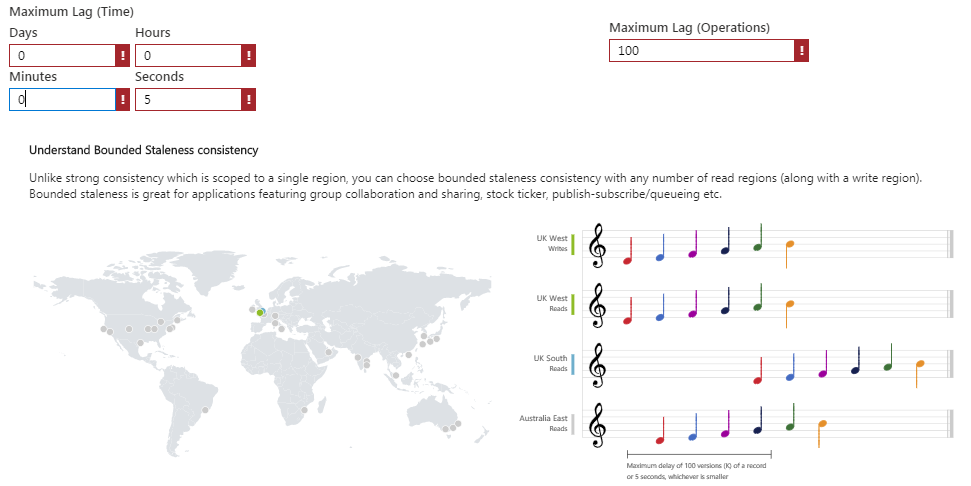 Maximum Lag (Time)
Days
Hours
0 !
0 !
Minutes
Seconds
0 !
5 !
Maximum Lag (Operations)
100 !
Understand Bounded Staleness consistency
Unlike strong consistency which is scoped to a single region, you can choose bounded staleness consistency with any number of read regions (along with a write region).
Bounded staleness is great for applications featuring group collaboration and sharing, stock ticker, publish-subscribe/queueing etc.
UK West
Writes
UK West
Reads
UK South
Reads
Australia East
Reads
Maximum delay of 100 versions (K) of a record
or 5 seconds, whichever is smaller